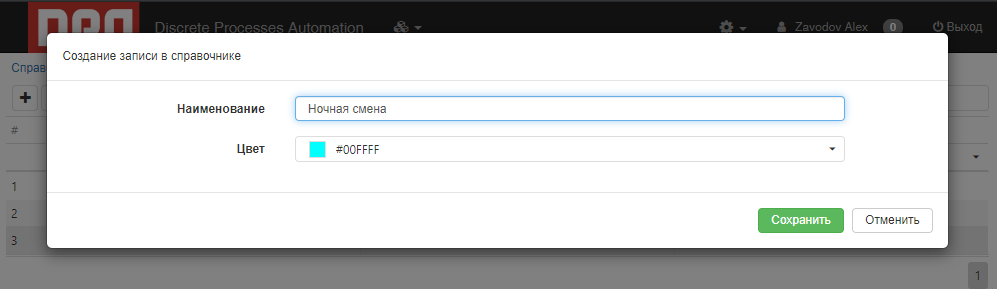 Discrete Processes Automation
Zavodov Alex 0 Выход
Создание записи в справочнике
Справ
Наименование Ночная смена
#
Цвет #00FFFF
1
2
Сохранить Отменить
3
1